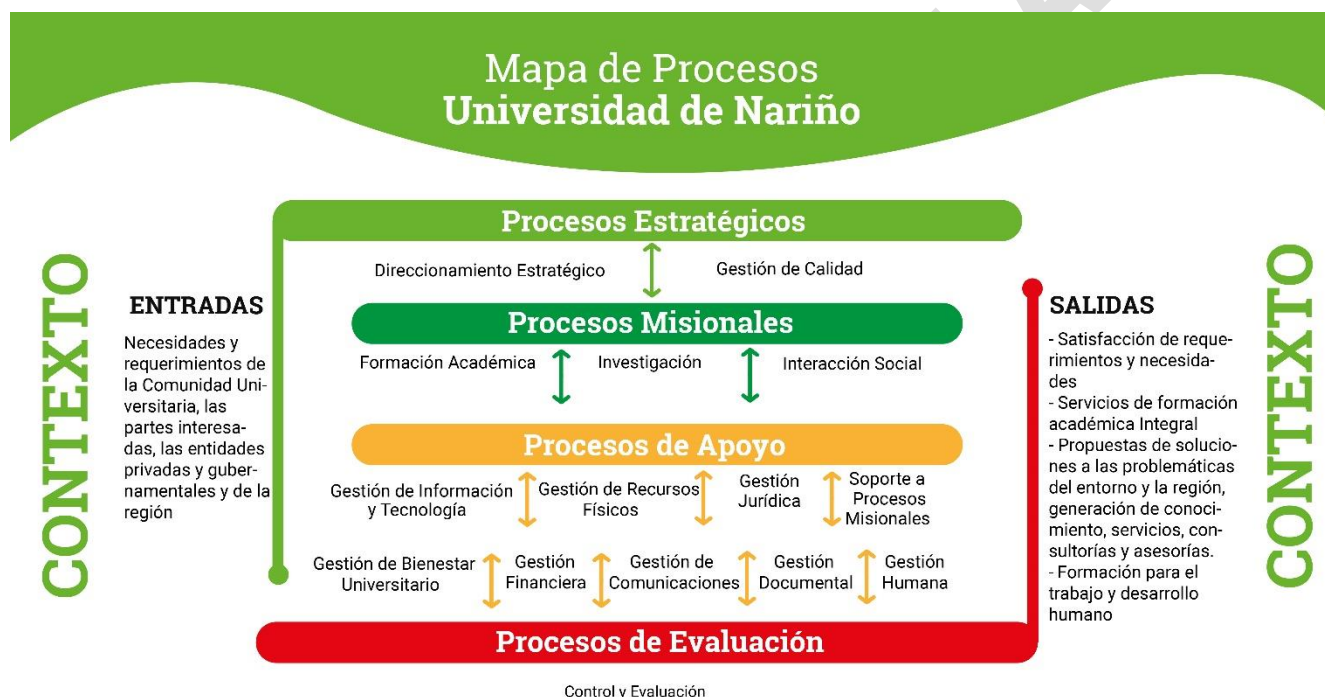 Mapa de Procesos
Universidad de Nariño
CONTEXTO
ENTRADAS
Necesidades y
requerimientos de
la Comunidad Uni-
versitaria, las
partes interesa-
das, las entidades
privadas y guber-
namentales y de la
región
Procesos Estratégicos
Direccionamiento Estratégico
Gestión de Calidad
Procesos Misionales
Formación Académica
Investigación
Interacción Social
Procesos de Apoyo
Gestión de Información
y Tecnología
Gestión de Recursos
Físicos
Gestión
Jurídica
Soporte a
Procesos
Misionales
Gestión de Bienestar
Universitario
Gestión
Financiera
Gestión de
Comunicaciones
Gestión
Documental
Gestión
Humana
Procesos de Evaluación
Control y Evaluación
SALIDAS
- Satisfacción de reque-
rimientos y necesida-
des
- Servicios de formación
académica Integral
- Propuestas de solucio-
nes a las problemáticas
del entorno y la región,
generación de conoci-
miento, servicios, con-
sultorías y asesorías.
- Formación para el
trabajo y desarrollo
humano
CONTEXTO